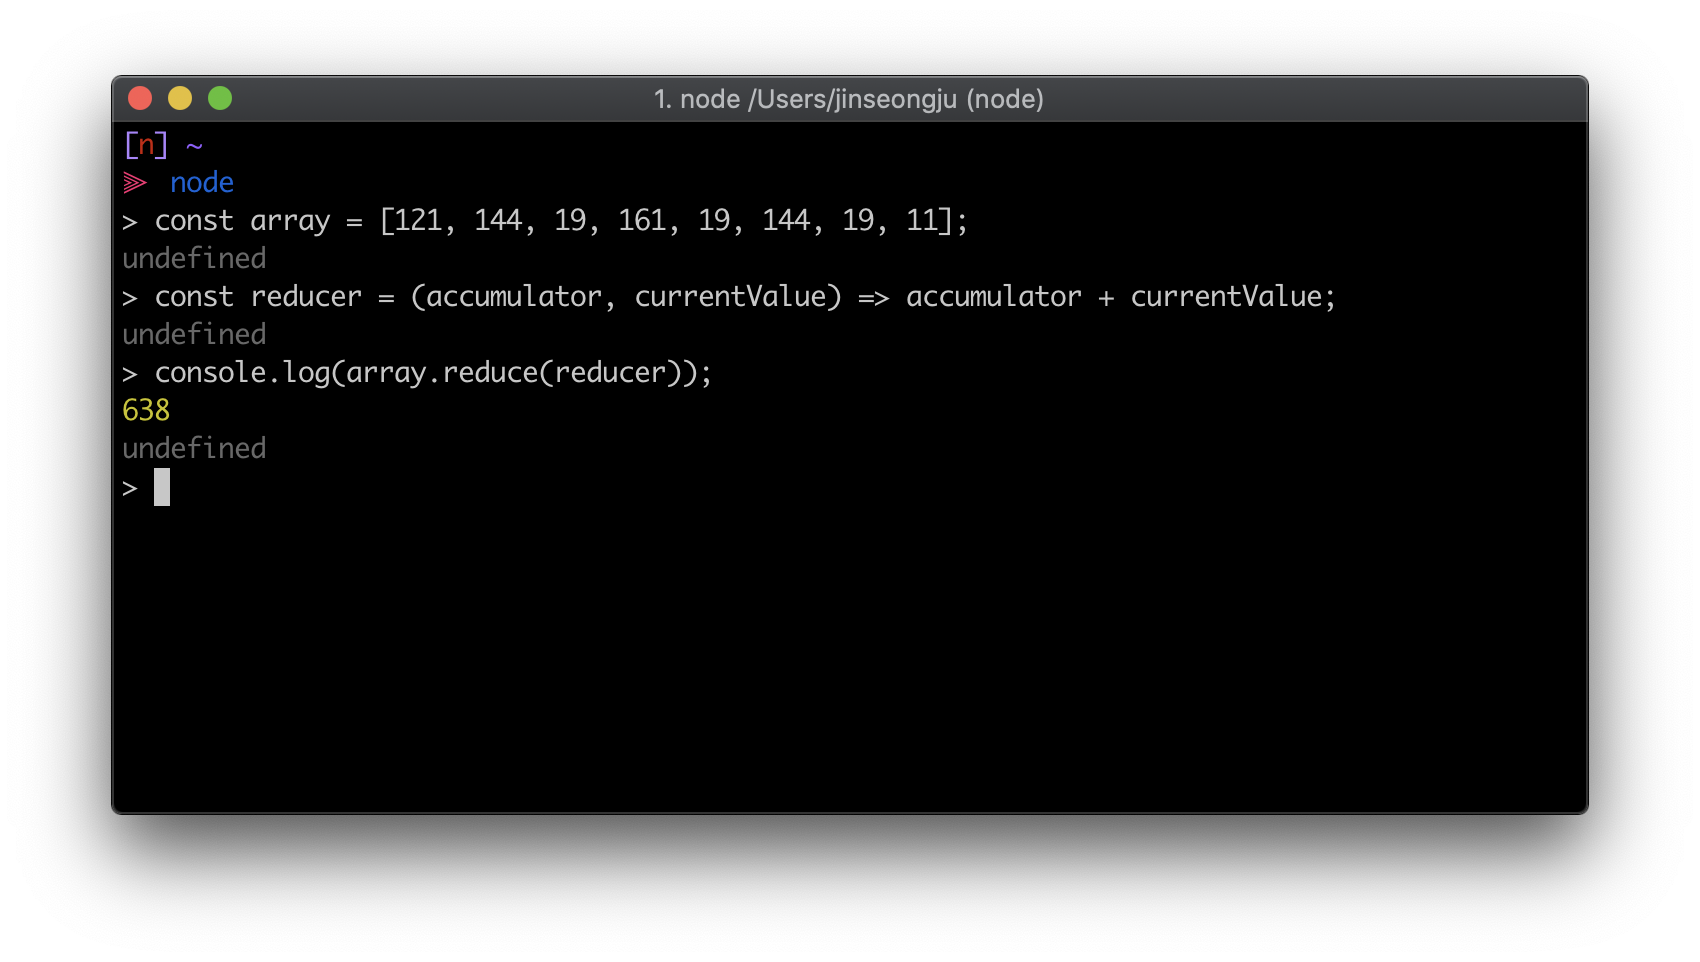 1. node /Users/jinseongju (node)
[n] ~
node
> const array = [121, 144, 19, 161, 19, 144, 19, 11];
undefined
> const reducer = (accumulator, currentValue) => accumulator + currentValue;
undefined
> console.log(array.reduce(reducer));
638
undefined
>